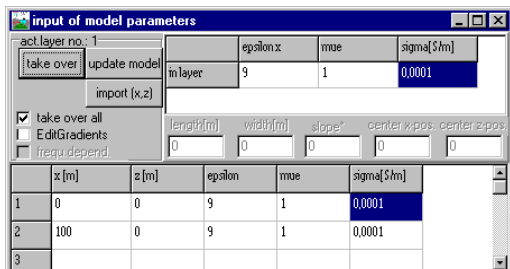 input of model parameters
act.layer no.: 1
take over update model
import (x,z)
take over all
EditGradients
frequ.depend.
epsilon x mue sigma[S/m]
in layer 9 1 0,0001
length[m] width[m] slope° center x-pos. center z-pos.
0 0 0 0 0
x [m] z [m] epsilon mue sigma[S/m]
1 0 0 9 1 0,0001
2 100 0 9 1 0,0001
3